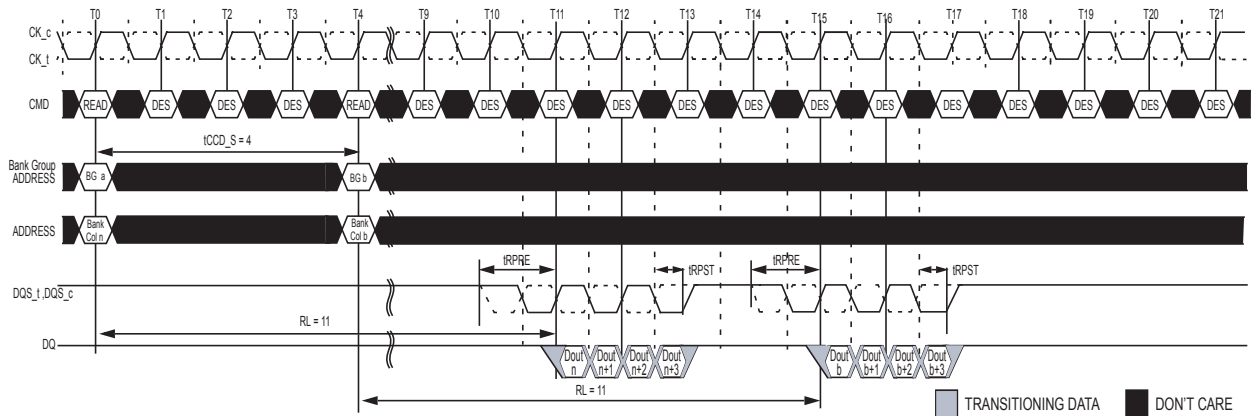 T0 T1 T2 T3 T4 T9 T10 T11 T12 T13 T14 T15 T16 T17 T18 T19 T20 T21
CK_c
CK_t
CMD READ DES DES DES READ DES DES DES DES DES DES DES DES DES DES DES DES DES
tCCD_S = 4
Bank Group
ADDRESS BG a BG b
ADDRESS Bank Col n Bank Col b
tRPRE tRPST tRPRE tRPST
DQS_t ,DQS_c
RL = 11
DQ Dout n Dout n+1 Dout n+2 Dout n+3 Dout b Dout b+1 Dout b+2 Dout b+3
RL = 11
TRANSITIONING DATA DON'T CARE